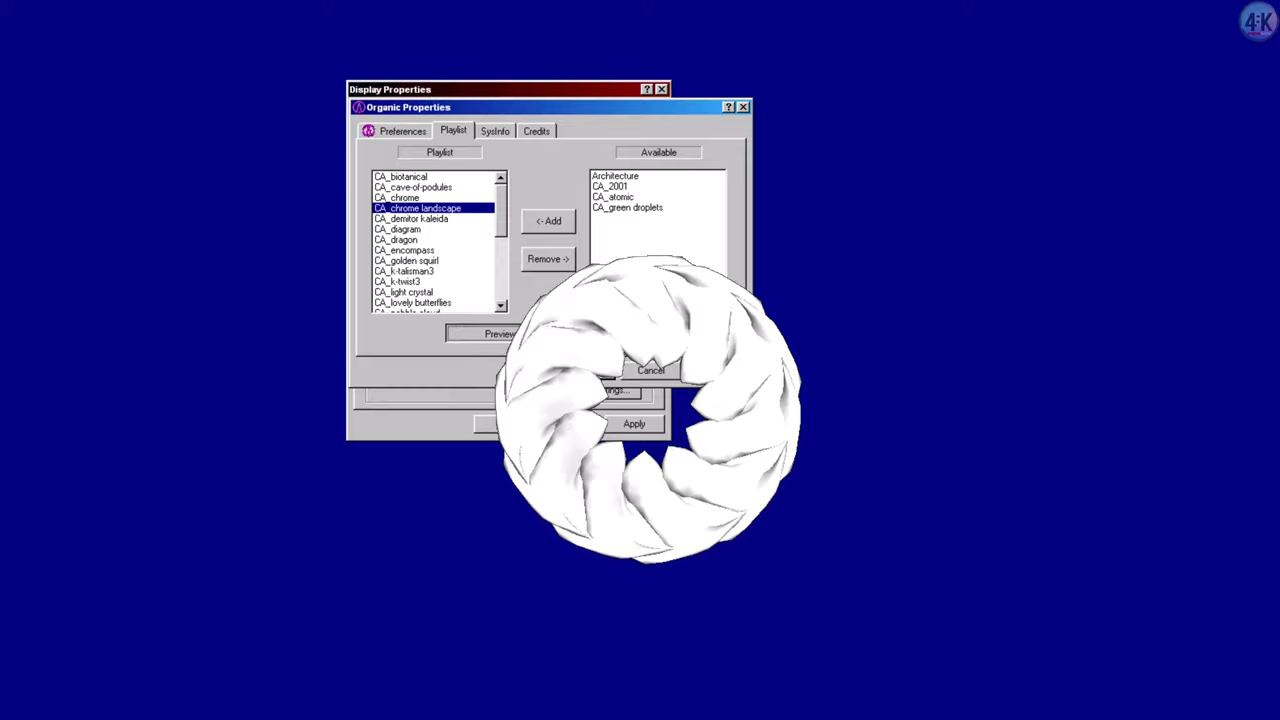 4K
Display Properties
Organic Properties
Preferences
Playlist
SysInfo
Credits
Playlist
CA_biotanical
CA_cave-of-podules
CA_chrome
CA_chrome landscape
CA_demitor kaleida
CA_diagram
CA_dragon
CA_encompass
CA_golden squirl
CA_k-talisman3
CA_k-twist3
CA_light crystal
CA_lovely butterflies
<- Add
Remove ->
Available
Architecture
CA_2001
CA_atomic
CA_green droplets
Preview
Cancel
Apply